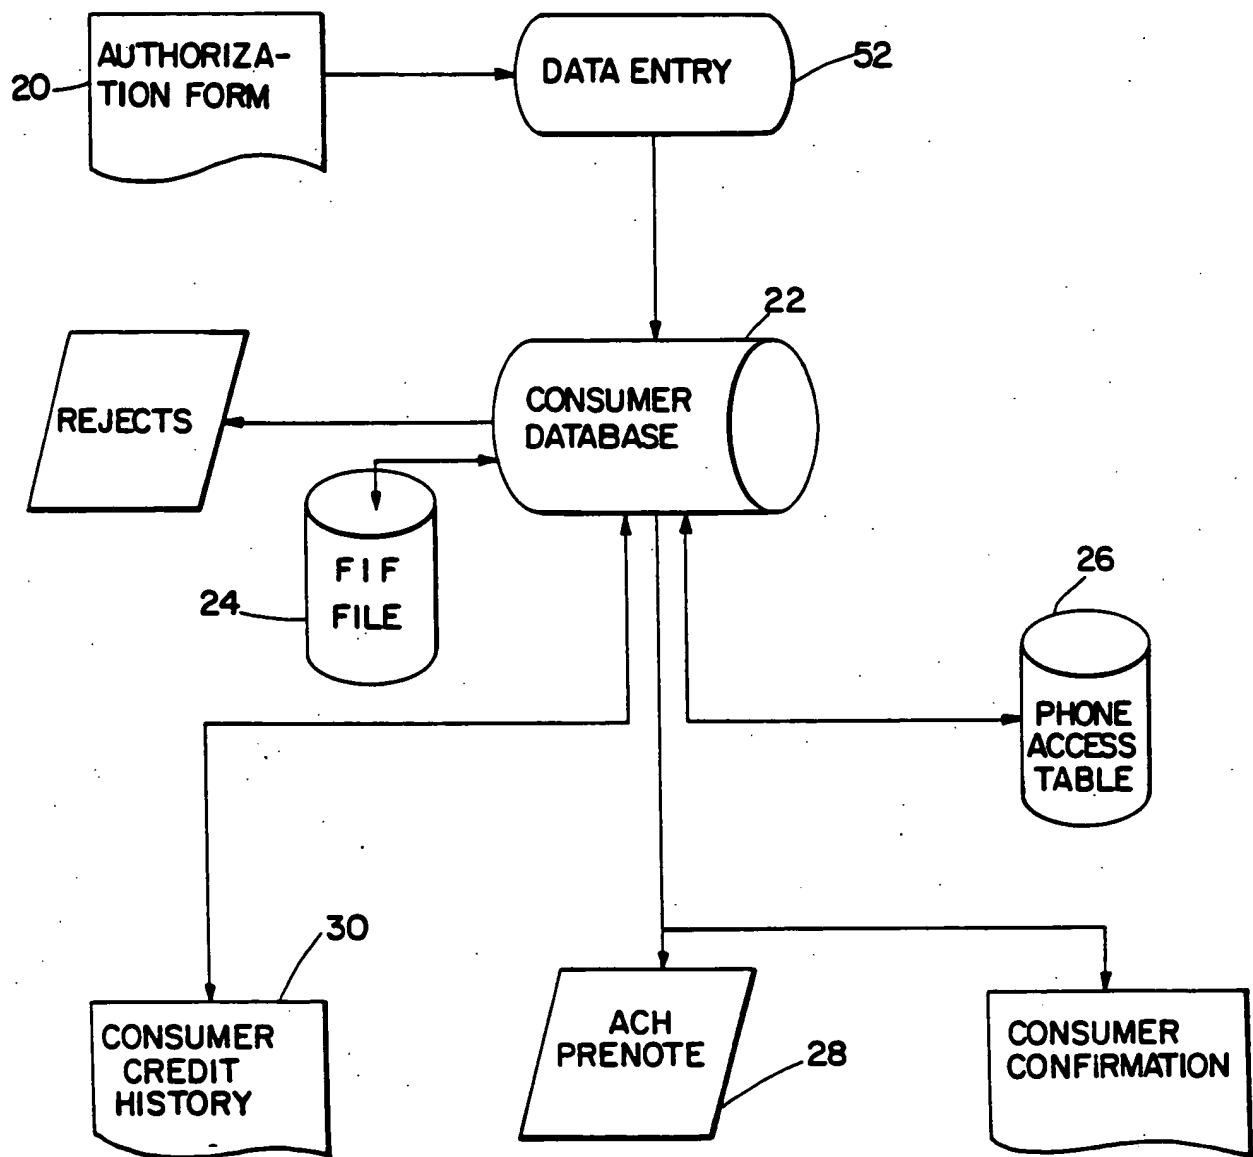 AUTHORIZA-
TION FORM
20
DATA ENTRY
52
22
CONSUMER
DATABASE
REJECTS
FIF
FILE
24
26
PHONE
ACCESS
TABLE
30
CONSUMER
CREDIT
HISTORY
ACH
PRENOTE
28
CONSUMER
CONFIRMATION